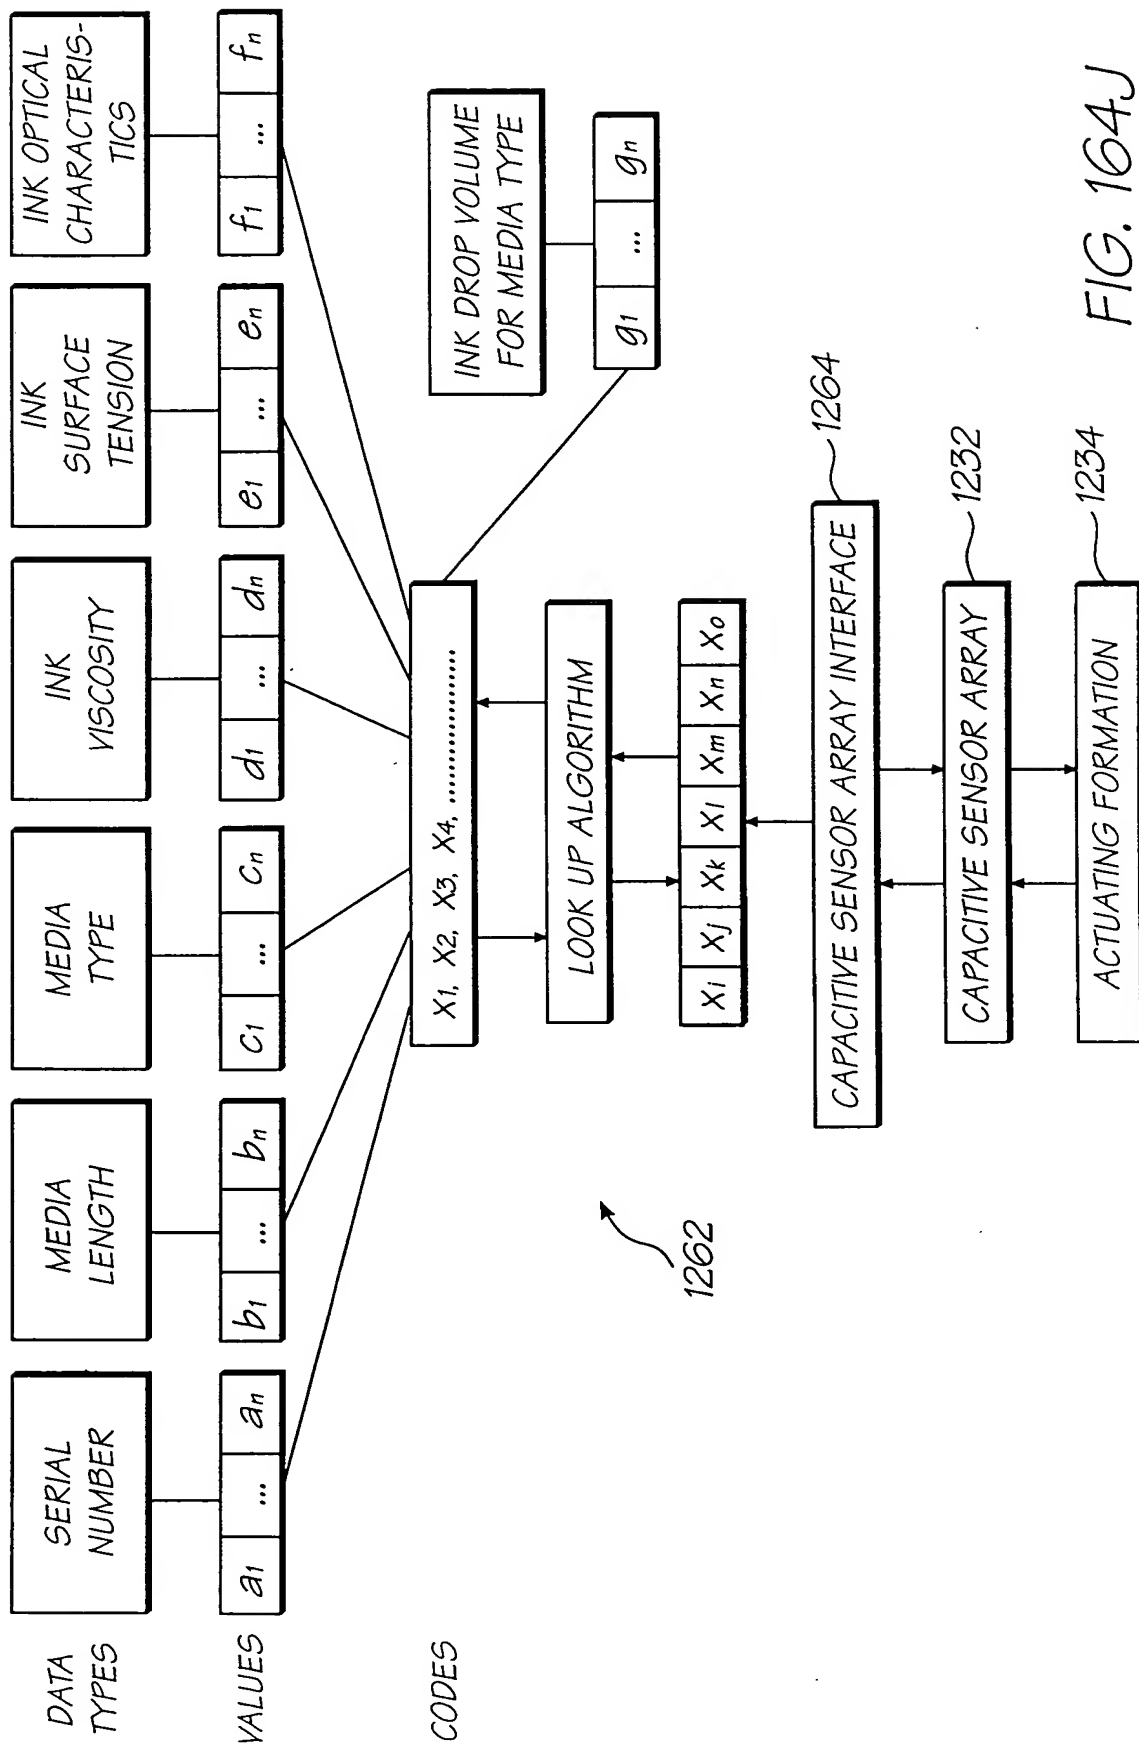 DATA
TYPES
SERIAL
NUMBER
MEDIA
LENGTH
MEDIA
TYPE
INK
VISCOSITY
INK
SURFACE
TENSION
INK OPTICAL
CHARACTERIS-
TICS
VALUES
a1 ... an
b1 ... bn
c1 ... cn
d1 ... dn
e1 ... en
f1 ... fn
CODES
X1, X2, X3, X4, ......................
INK DROP VOLUME
FOR MEDIA TYPE
g1 ... gn
LOOK UP ALGORITHM
Xi Xj Xk Xl Xm Xn Xo
1262
CAPACITIVE SENSOR ARRAY INTERFACE
1264
CAPACITIVE SENSOR ARRAY
1232
ACTUATING FORMATION
1234
FIG. 164J